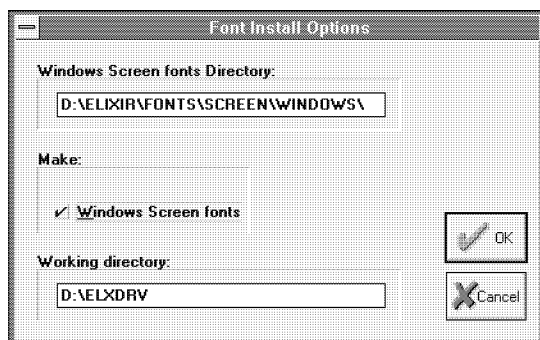 Font Install Options
Windows Screen fonts Directory:
D:\ELIXIR\FONTS\SCREEN\WINDOWS\
Make:
Windows Screen fonts
OK
Working directory:
D:\ELXDRV
Cancel